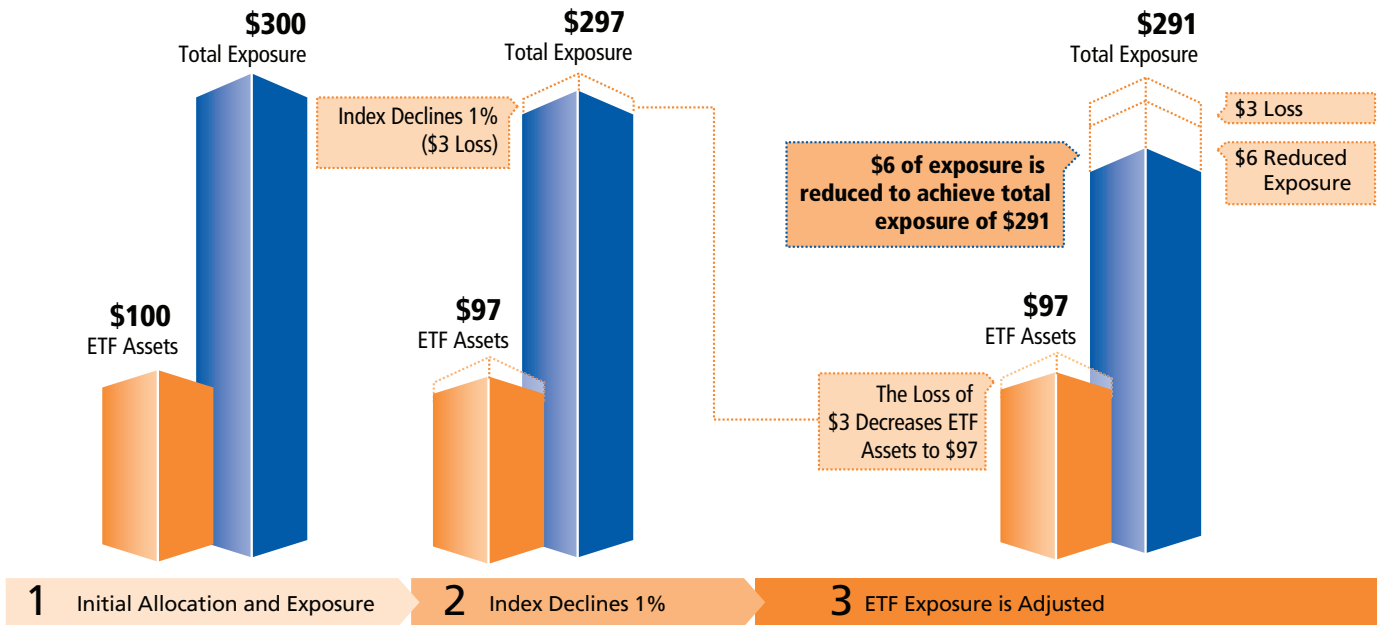 $300
Total Exposure
$100
ETF Assets
$297
Total Exposure
Index Declines 1%
($3 Loss)
$97
ETF Assets
$291
Total Exposure
$3 Loss
$6 Reduced
Exposure
$6 of exposure is
reduced to achieve total
exposure of $291
$97
ETF Assets
The Loss of
$3 Decreases ETF
Assets to $97
1 Initial Allocation and Exposure
2 Index Declines 1%
3 ETF Exposure is Adjusted